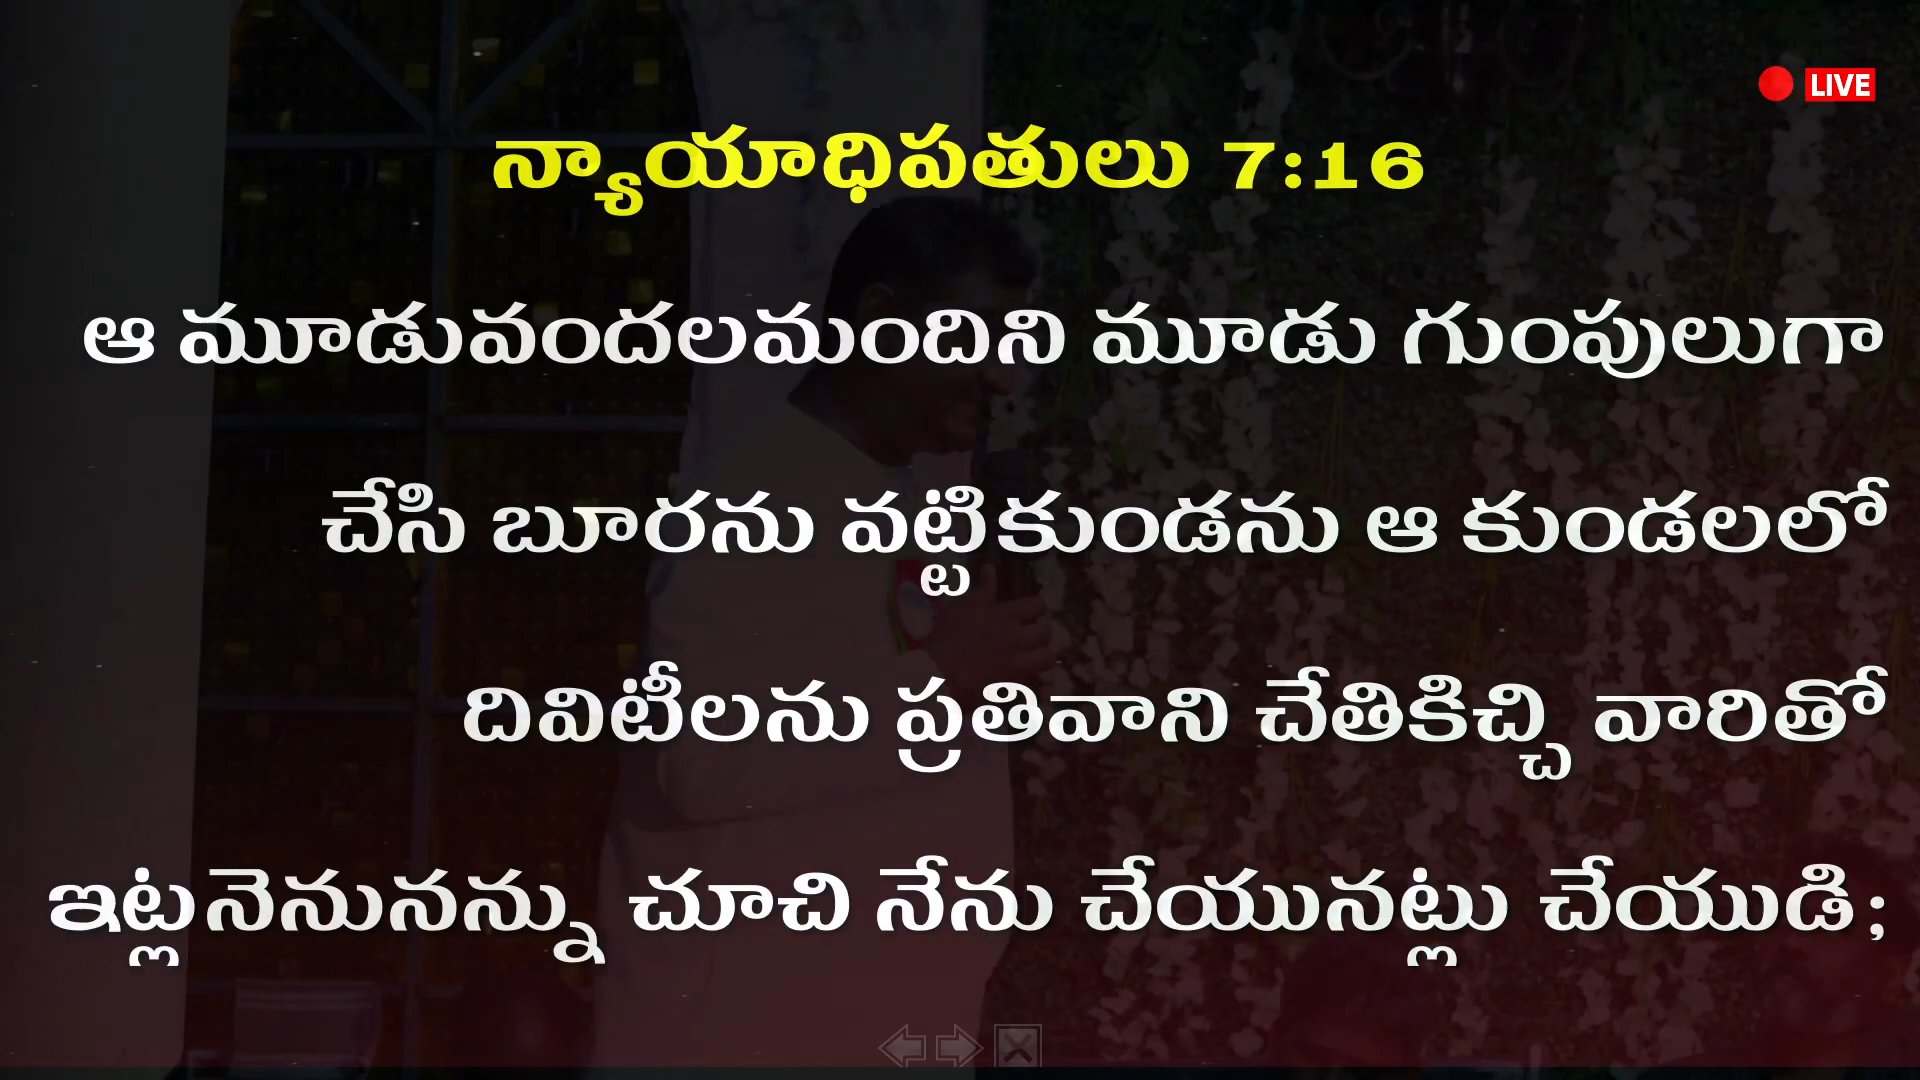 LIVE
న్యాయాధిపతులు 7:16
ఆ మూడువందలమందిని మూడు గుంపులుగా
చేసి బూరను వట్టికుండను ఆ కుండలలో
దివిటీలను ప్రతివాని చేతికిచ్చి వారితో
ఇట్లనెనునన్ను చూచి నేను చేయునట్లు చేయుడి;